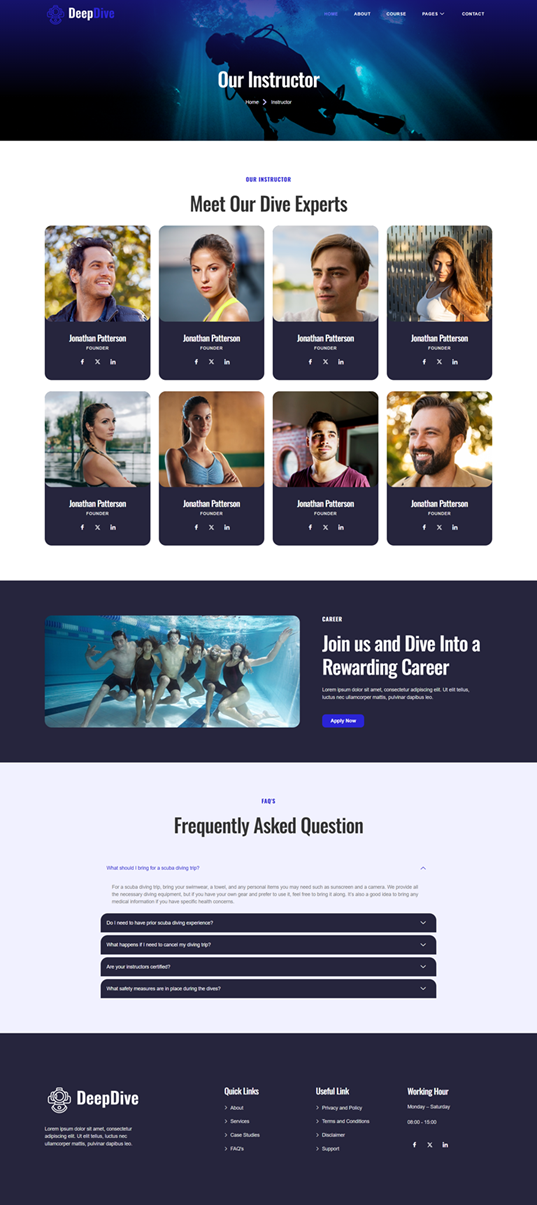 DeepDive
HOME ABOUT COURSE PAGES CONTACT
Our Instructor
Home Instructor
OUR INSTRUCTOR
Meet Our Dive Experts
Jonathan Patterson Jonathan Patterson Jonathan Patterson Jonathan Patterson
FOUNDER FOUNDER FOUNDER FOUNDER
Jonathan Patterson Jonathan Patterson Jonathan Patterson Jonathan Patterson
FOUNDER FOUNDER FOUNDER FOUNDER
CAREER
Join us and Dive Into a
Rewarding Career
Lorem ipsum dolor sit amet, consectetur adipiscing elit. Ut elit tellus,
luctus nec ullamcorper mattis, pulvinar dapibus leo.
Apply Now
FAQ'S
Frequently Asked Question
What should I bring for a scuba diving trip?
For a scuba diving trip, bring your swimwear, a towel, and any personal items you may need such as sunscreen and a camera. We provide all
the necessary diving equipment, but if you have your own gear and prefer to use it, feel free to bring it along. It's also a good idea to bring any
medical information if you have specific health concerns.
Do I need to have prior scuba diving experience?
What happens if I need to cancel my diving trip?
Are your instructors certified?
What safety measures are in place during the dives?
DeepDive
Lorem ipsum dolor sit amet, consectetur
adipiscing elit. Ut elit tellus, luctus nec
ullamcorper mattis, pulvinar dapibus leo.
Quick Links
About
Services
Case Studies
FAQ's
Useful Link
Privacy and Policy
Terms and Conditions
Disclaimer
Support
Working Hour
Monday – Saturday
08:00 - 15:00